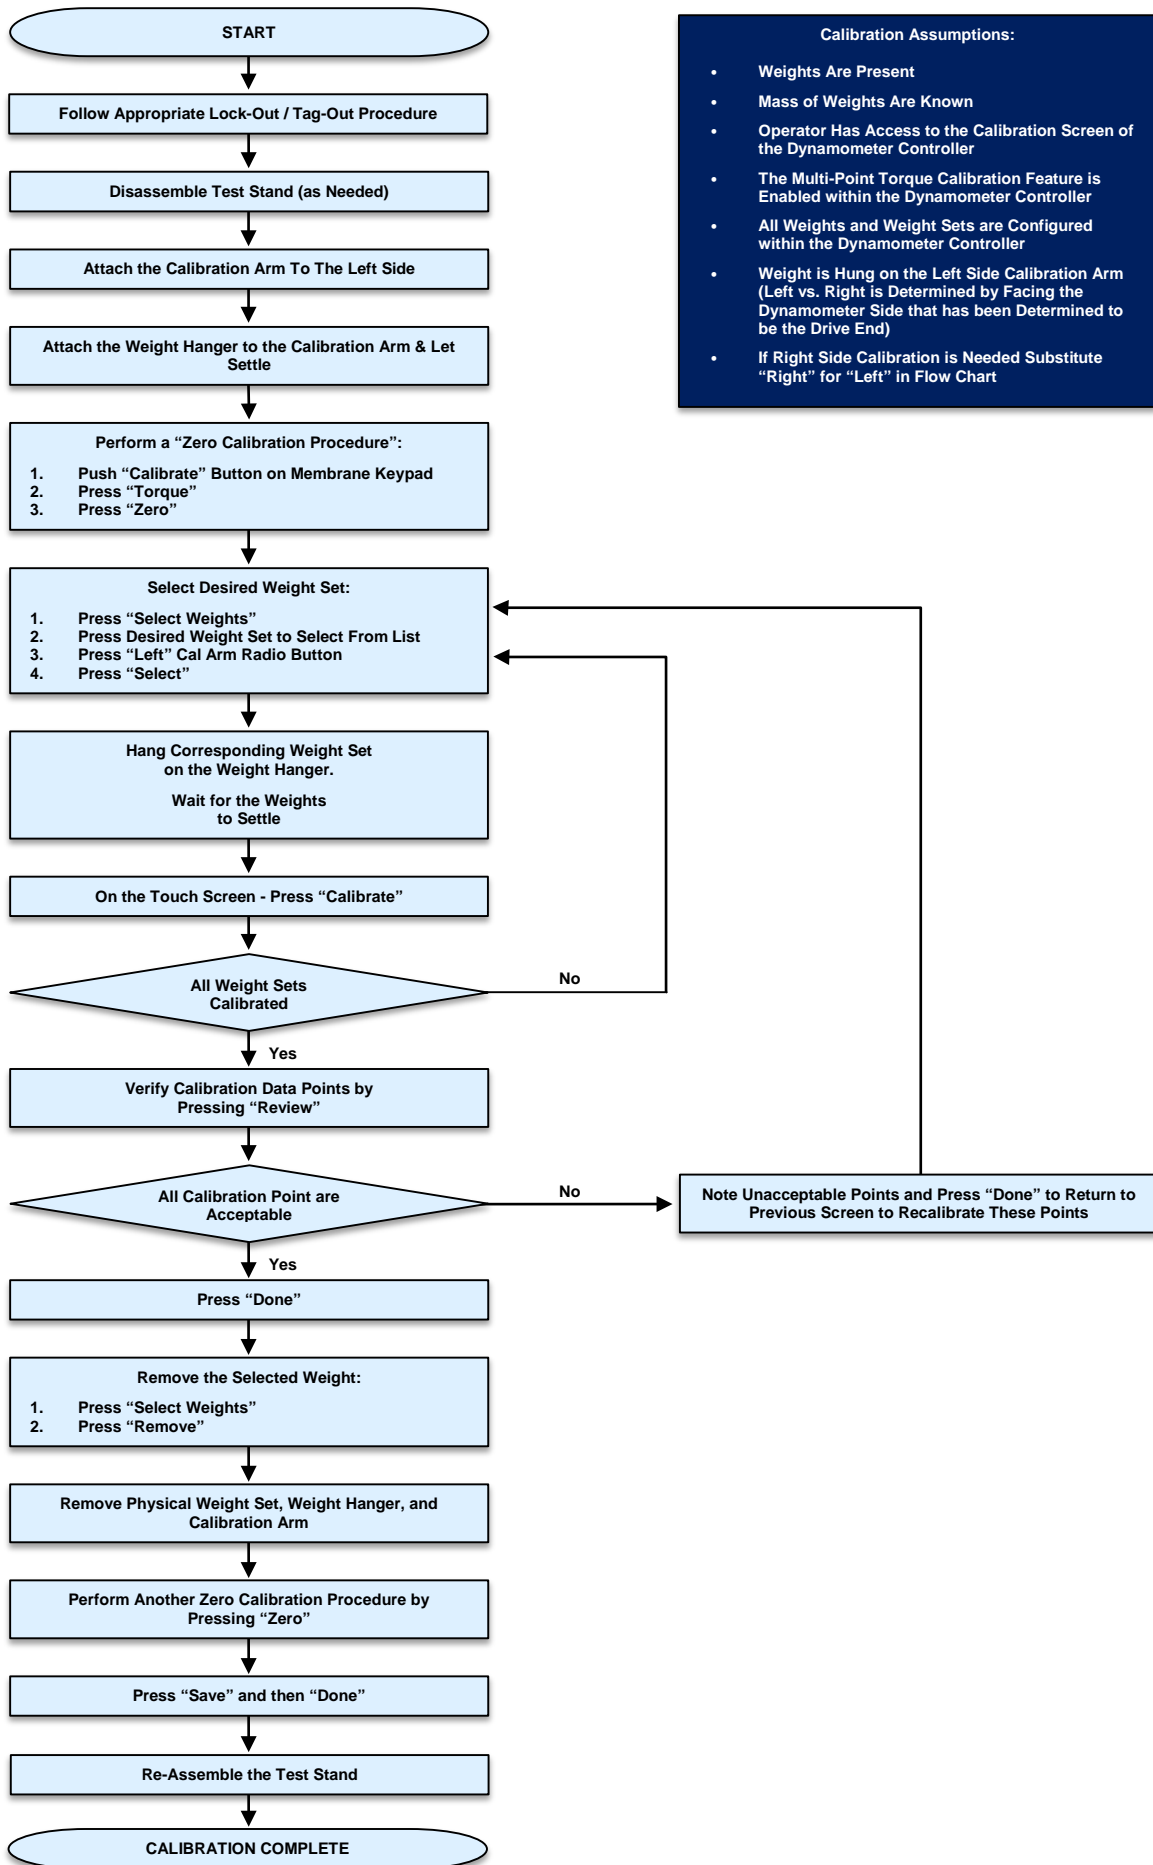 START
Follow Appropriate Lock-Out / Tag-Out Procedure
Disassemble Test Stand (as Needed)
Attach the Calibration Arm To The Left Side
Attach the Weight Hanger to the Calibration Arm & Let
Settle
Perform a “Zero Calibration Procedure”:
1. Push “Calibrate” Button on Membrane Keypad
2. Press “Torque”
3. Press “Zero”
Select Desired Weight Set:
1. Press “Select Weights”
2. Press Desired Weight Set to Select From List
3. Press “Left” Cal Arm Radio Button
4. Press “Select”
Hang Corresponding Weight Set
on the Weight Hanger.
Wait for the Weights
to Settle
On the Touch Screen - Press “Calibrate”
All Weight Sets
Calibrated
No
Yes
Verify Calibration Data Points by
Pressing “Review”
All Calibration Point are
Acceptable
No
Note Unacceptable Points and Press “Done” to Return to
Previous Screen to Recalibrate These Points
Yes
Press “Done”
Remove the Selected Weight:
1. Press “Select Weights”
2. Press “Remove”
Remove Physical Weight Set, Weight Hanger, and
Calibration Arm
Perform Another Zero Calibration Procedure by
Pressing “Zero”
Press “Save” and then “Done”
Re-Assemble the Test Stand
CALIBRATION COMPLETE
Calibration Assumptions:
• Weights Are Present
• Mass of Weights Are Known
• Operator Has Access to the Calibration Screen of
the Dynamometer Controller
• The Multi-Point Torque Calibration Feature is
Enabled within the Dynamometer Controller
• All Weights and Weight Sets are Configured
within the Dynamometer Controller
• Weight is Hung on the Left Side Calibration Arm
(Left vs. Right is Determined by Facing the
Dynamometer Side that has been Determined to
be the Drive End)
• If Right Side Calibration is Needed Substitute
“Right” for “Left” in Flow Chart